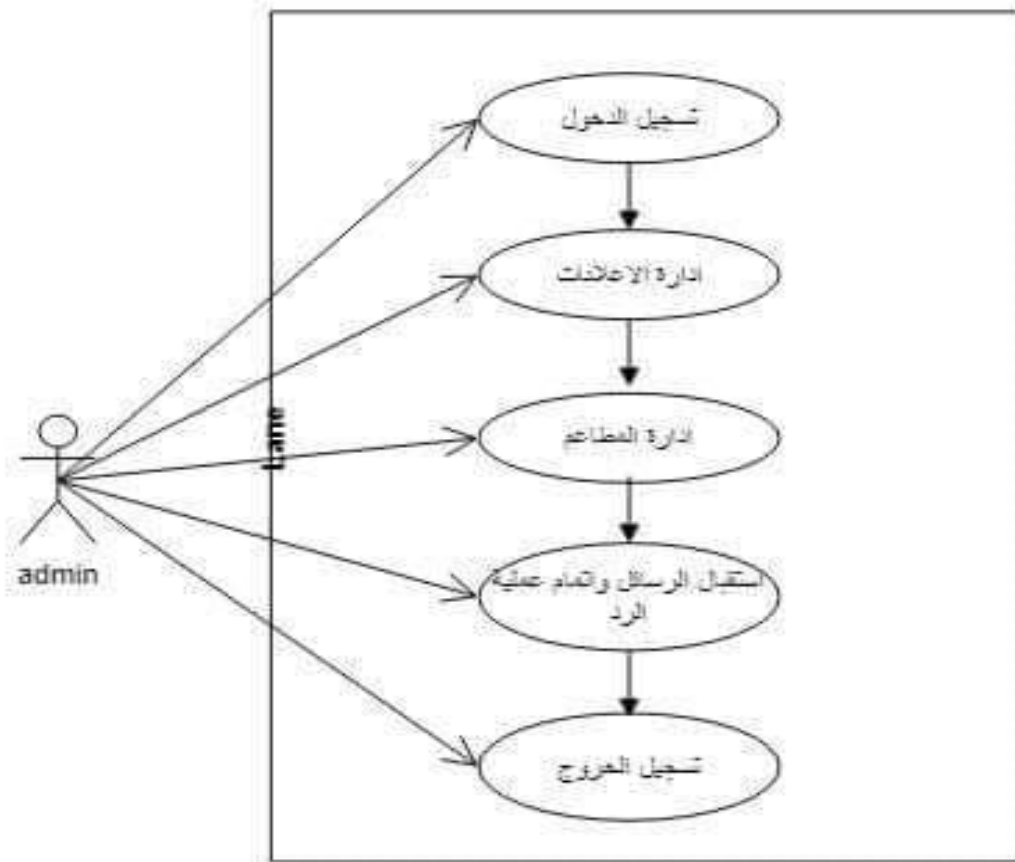 تسجيل الدخول
ادارة الاعلانات
ادارة المطاعم
استقبال الرسائل واتمام عملية
الرد
تسجيل الخروج
Lane
admin